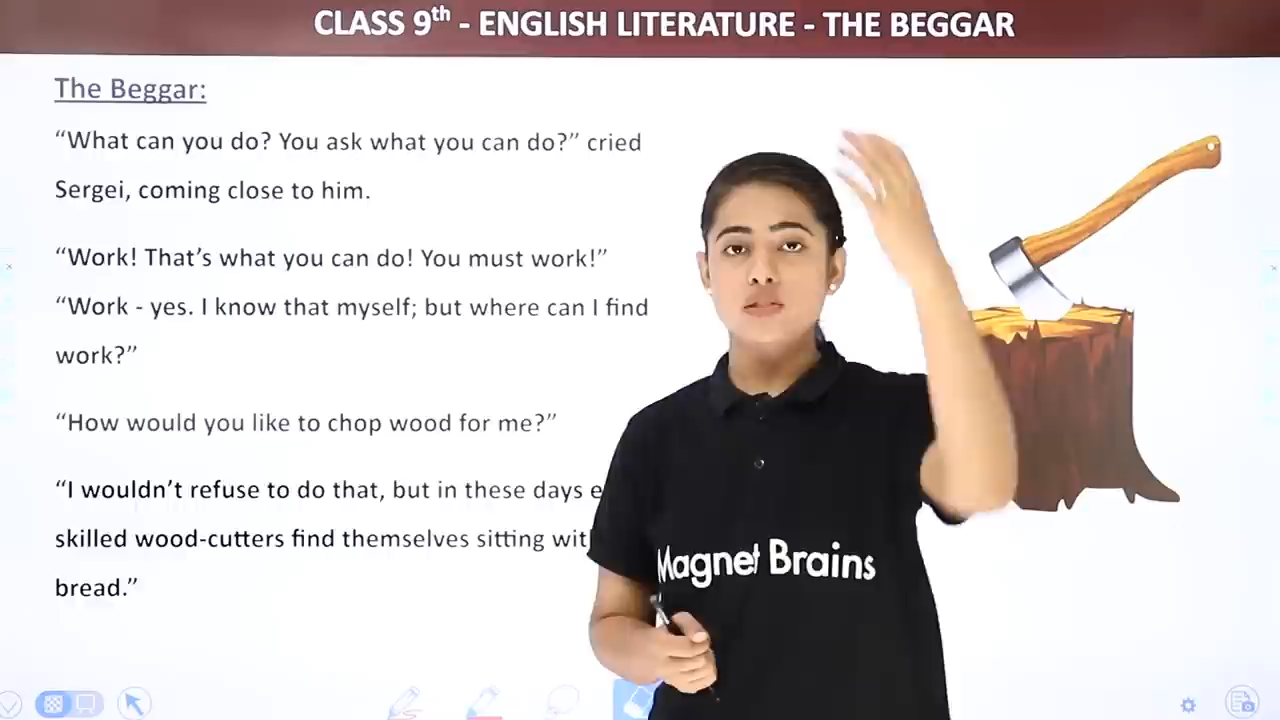 CLASS 9th - ENGLISH LITERATURE - THE BEGGAR
The Beggar:
“What can you do? You ask what you can do?” cried
Sergei, coming close to him.
“Work! That’s what you can do! You must work!”
“Work - yes. I know that myself; but where can I find
work?”
“How would you like to chop wood for me?”
“I wouldn’t refuse to do that, but in these days
skilled wood-cutters find themselves sitting
bread.”
Magnet Brains